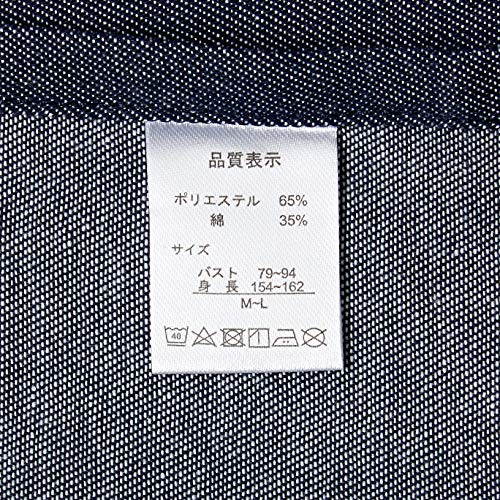 品質表示
ポリエステル 65%
綿 35%
サイズ
バスト 79~94
身 長 154~162
M~L
40